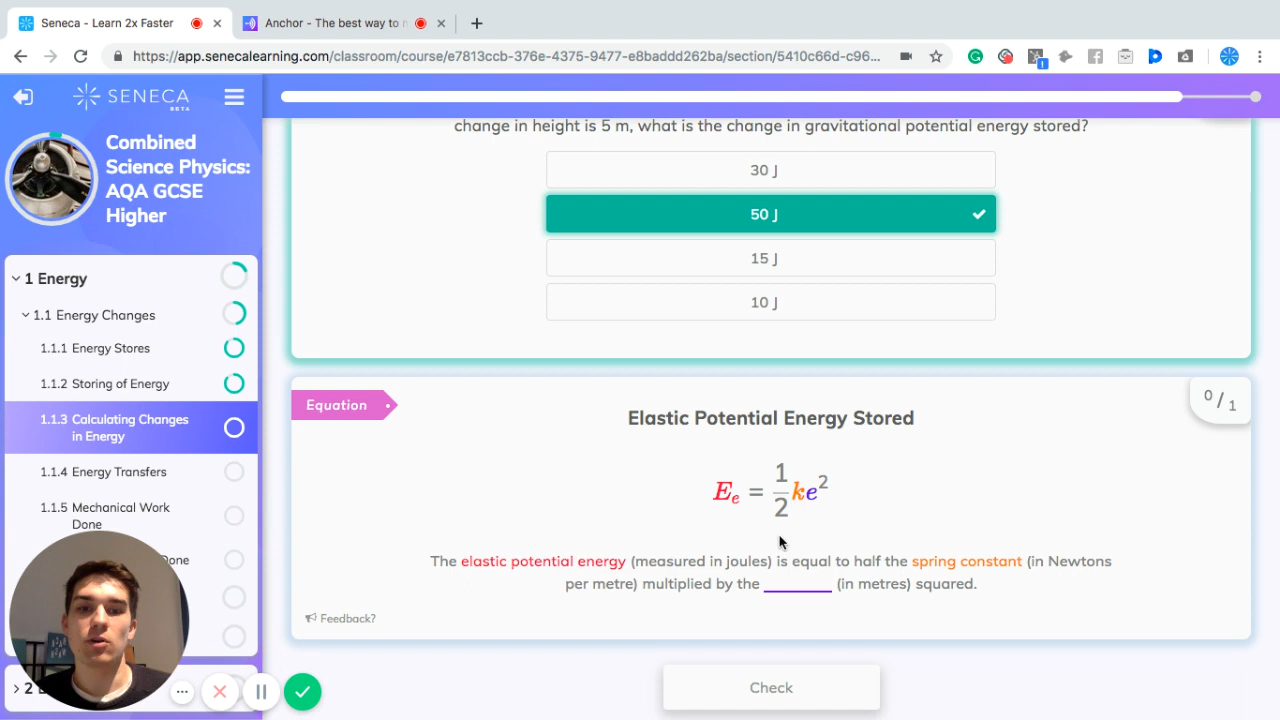 Seneca - Learn 2x Faster
Anchor - The best way to
https://app.senecalearning.com/classroom/course/e7813ccb-376e-4375-9477-e8baddd262ba/section/5410c66d-c96...
SENECA
BETA
Combined
Science Physics:
AQA GCSE
Higher
1 Energy
1.1 Energy Changes
1.1.1 Energy Stores
1.1.2 Storing of Energy
1.1.3 Calculating Changes
in Energy
1.1.4 Energy Transfers
1.1.5 Mechanical Work
Done
2
change in height is 5 m, what is the change in gravitational potential energy stored?
30 J
50 J
15 J
10 J
Equation
0 / 1
Elastic Potential Energy Stored
E_e = 1/2 ke²
The elastic potential energy (measured in joules) is equal to half the spring constant (in Newtons
per metre) multiplied by the ________ (in metres) squared.
Feedback?
Check